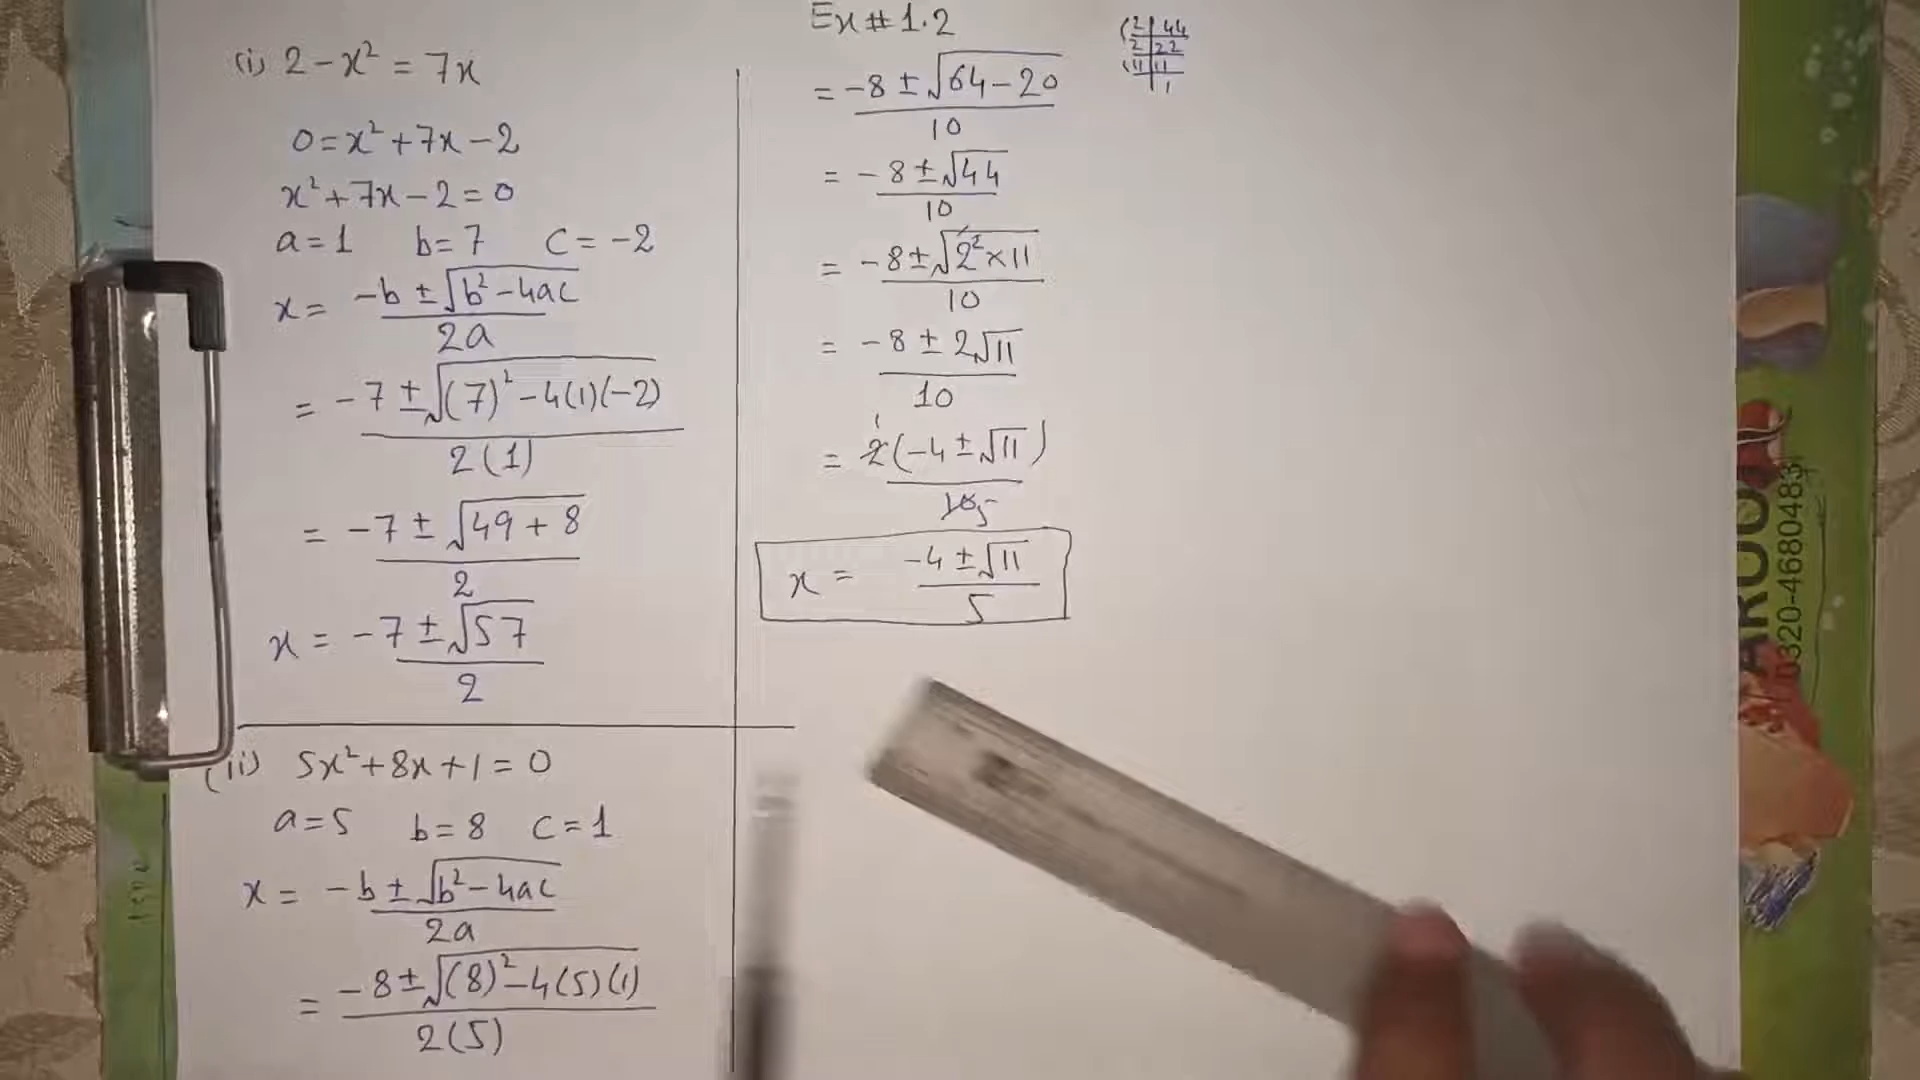 Ex # 1.2
(i) 2 - x² = 7x
0 = x² + 7x - 2
x² + 7x - 2 = 0
a = 1 b = 7 c = -2
x = -b ± √b² - 4ac
2a
= -7 ± √(7)² - 4(1)(-2)
2(1)
= -7 ± √49 + 8
2
x = -7 ± √57
2
(ii) 5x² + 8x + 1 = 0
a = 5 b = 8 c = 1
x = -b ± √b² - 4ac
2a
= -8 ± √(8)² - 4(5)(1)
2(5)
= -8 ± √64 - 20
10
= -8 ± √44
10
= -8 ± √2² × 11
10
= -8 ± 2√11
10
1
= 2(-4 ± √11)
10 5
x = -4 ± √11
5
2 | 44
2 | 22
11 | 11
1
0320-4680483